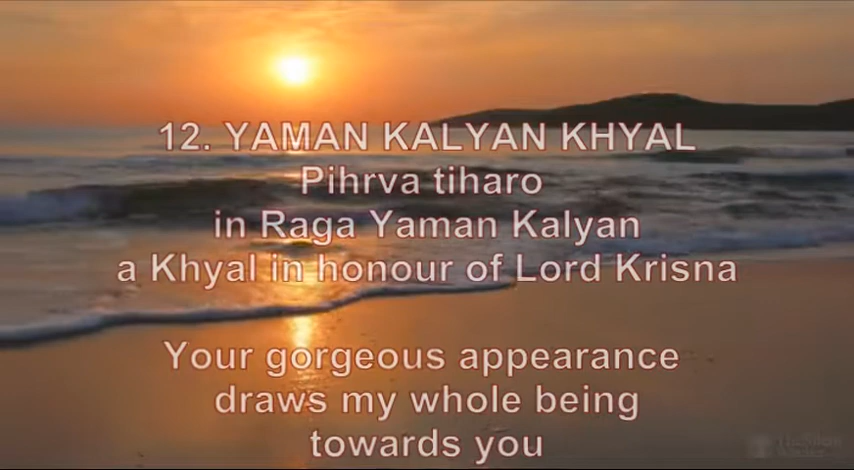 12. YAMAN KALYAN KHYAL
Pihrva tiharo
in Raga Yaman Kalyan
a Khyal in honour of Lord Krisna
Your gorgeous appearance
draws my whole being
towards you